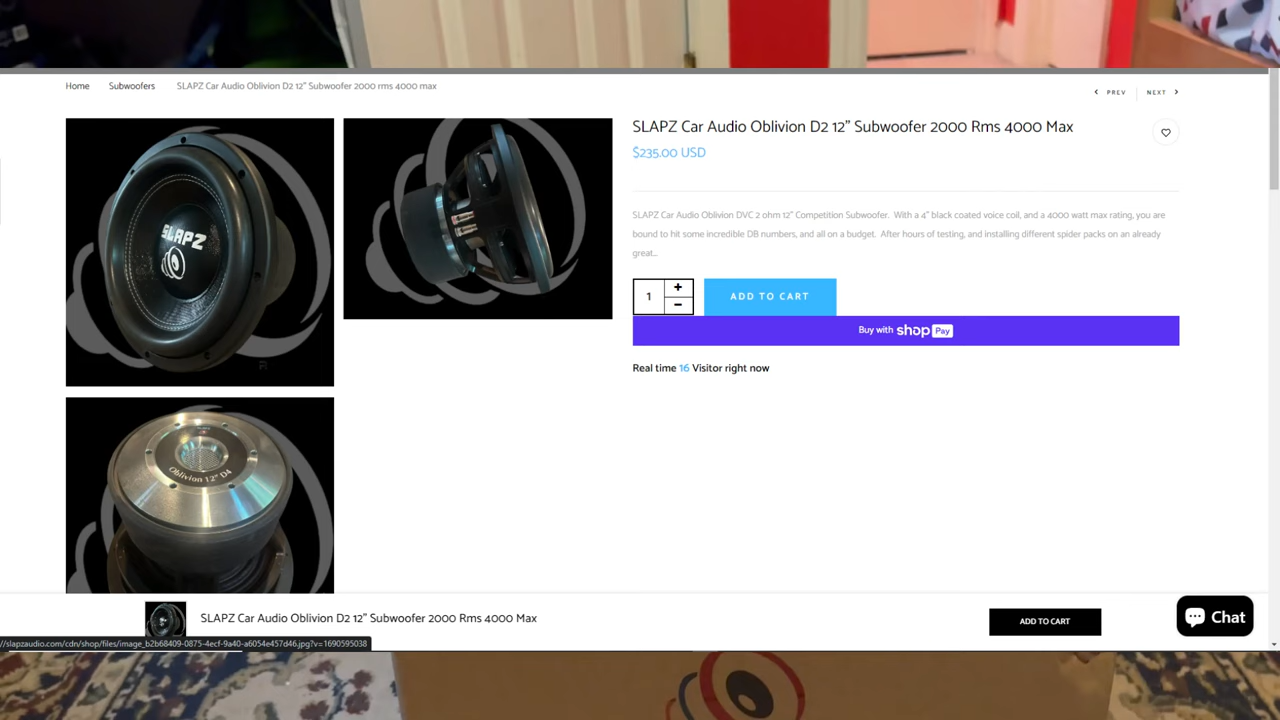 Home Subwoofers SLAPZ Car Audio Oblivion D2 12" Subwoofer 2000 rms 4000 max
PREV NEXT
SLAPZ Car Audio Oblivion D2 12" Subwoofer 2000 Rms 4000 Max
$235.00 USD
SLAPZ Car Audio Oblivion DVC 2 ohm 12" Competition Subwoofer. With a 4" black coated voice coil, and a 4000 watt max rating, you are
bound to hit some incredible DB numbers, and all on a budget. After hours of testing, and installing different spider packs on an already
great...
1 + −
ADD TO CART
Buy with shop Pay
Real time 16 Visitor right now
SLAPZ
Oblivion 12" D4
SLAPZ Car Audio Oblivion D2 12" Subwoofer 2000 Rms 4000 Max
ADD TO CART
Chat
//slapzaudio.com/cdn/shop/files/image_b2b68409-0875-4ecf-9a40-a6054e457d46.jpg?v=1690595038